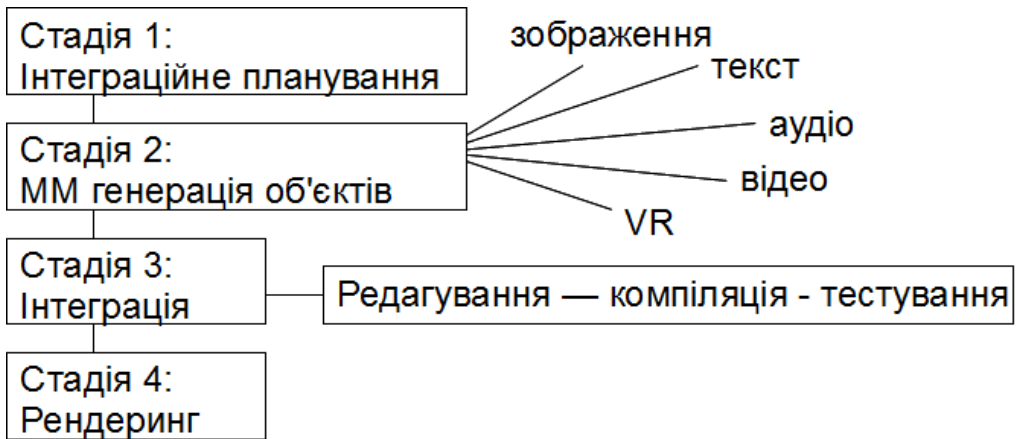 Стадія 1:
Інтеграційне планування
зображення
текст
аудіо
Стадія 2:
ММ генерація об'єктів
відео
VR
Стадія 3:
Інтеграція
Редагування — компіляція - тестування
Стадія 4:
Рендеринг